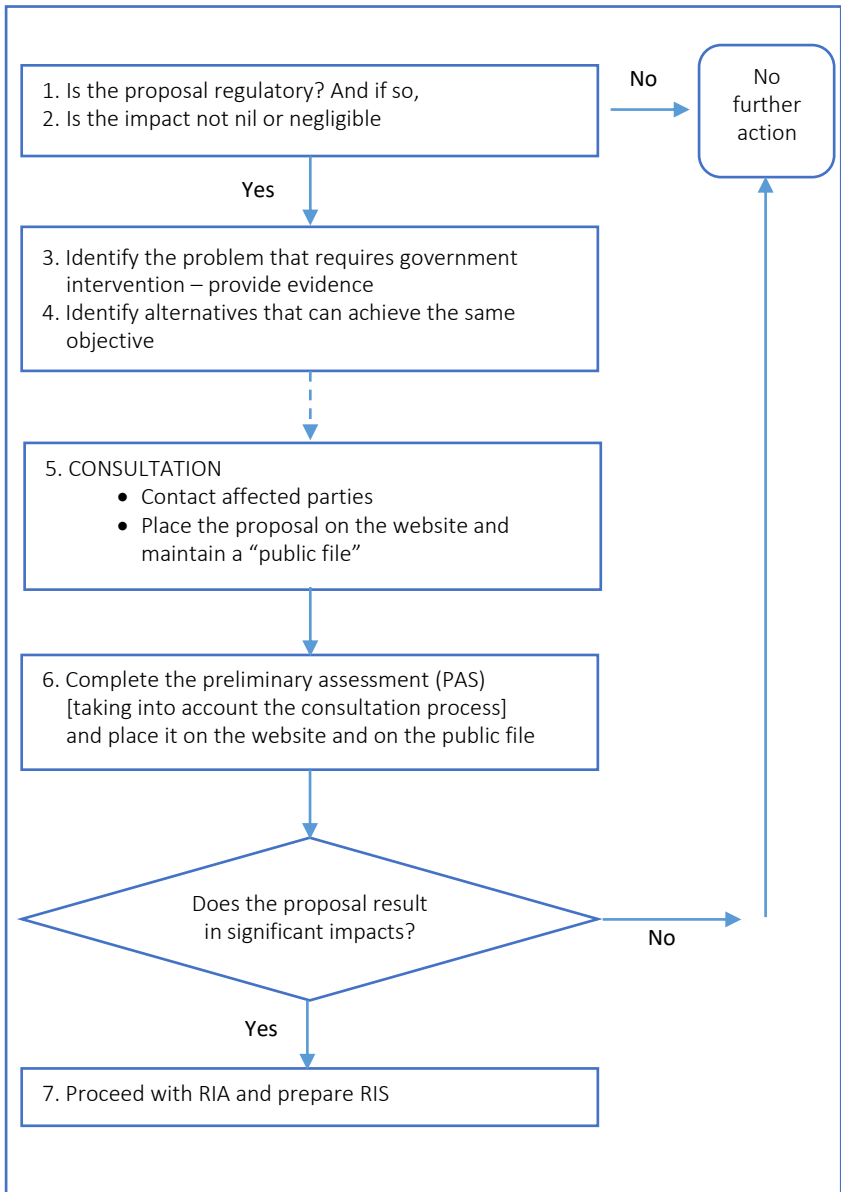 1. Is the proposal regulatory? And if so,
2. Is the impact not nil or negligible
No
No
further
action
Yes
3. Identify the problem that requires government
intervention – provide evidence
4. Identify alternatives that can achieve the same
objective
5. CONSULTATION
• Contact affected parties
• Place the proposal on the website and
maintain a “public file”
6. Complete the preliminary assessment (PAS)
[taking into account the consultation process]
and place it on the website and on the public file
Does the proposal result
in significant impacts?
No
Yes
7. Proceed with RIA and prepare RIS